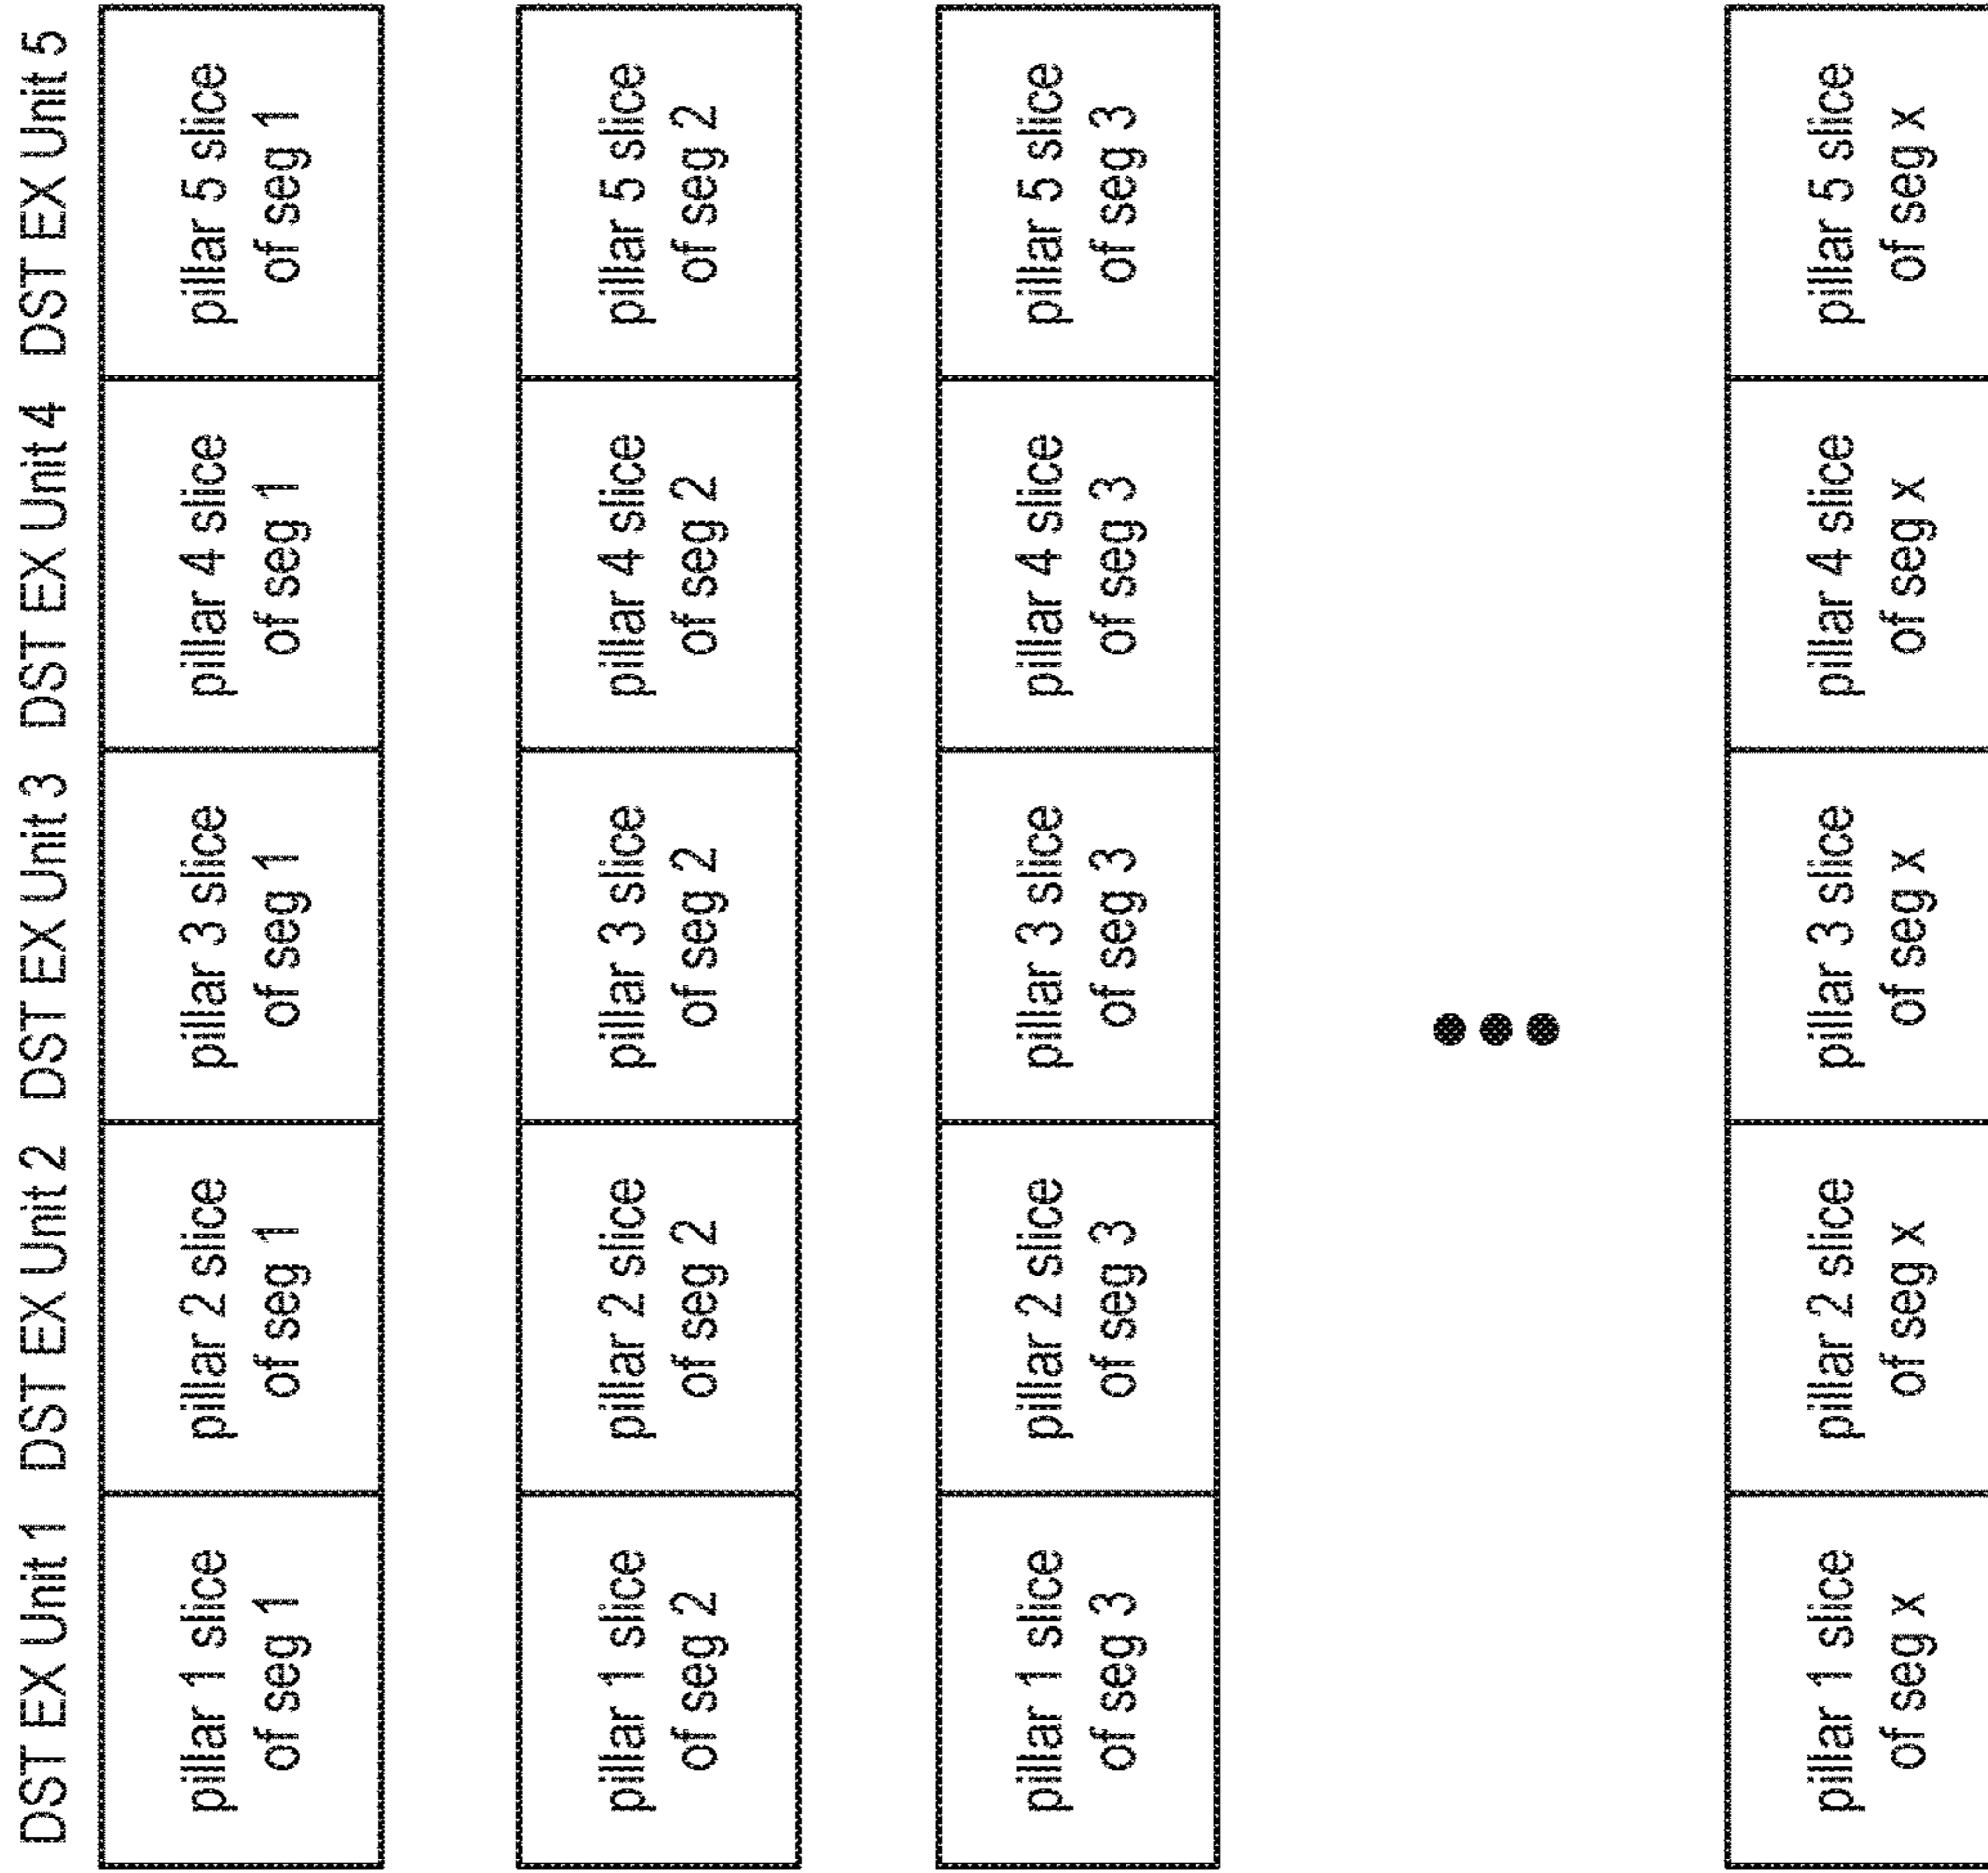 DST EX Unit 1
DST EX Unit 2
DST EX Unit 3
DST EX Unit 4
DST EX Unit 5
pillar 1 slice
of seg 1
pillar 2 slice
of seg 1
pillar 3 slice
of seg 1
pillar 4 slice
of seg 1
pillar 5 slice
of seg 1
pillar 1 slice
of seg 2
pillar 2 slice
of seg 2
pillar 3 slice
of seg 2
pillar 4 slice
of seg 2
pillar 5 slice
of seg 2
pillar 1 slice
of seg 3
pillar 2 slice
of seg 3
pillar 3 slice
of seg 3
pillar 4 slice
of seg 3
pillar 5 slice
of seg 3
pillar 1 slice
of seg x
pillar 2 slice
of seg x
pillar 3 slice
of seg x
pillar 4 slice
of seg x
pillar 5 slice
of seg x